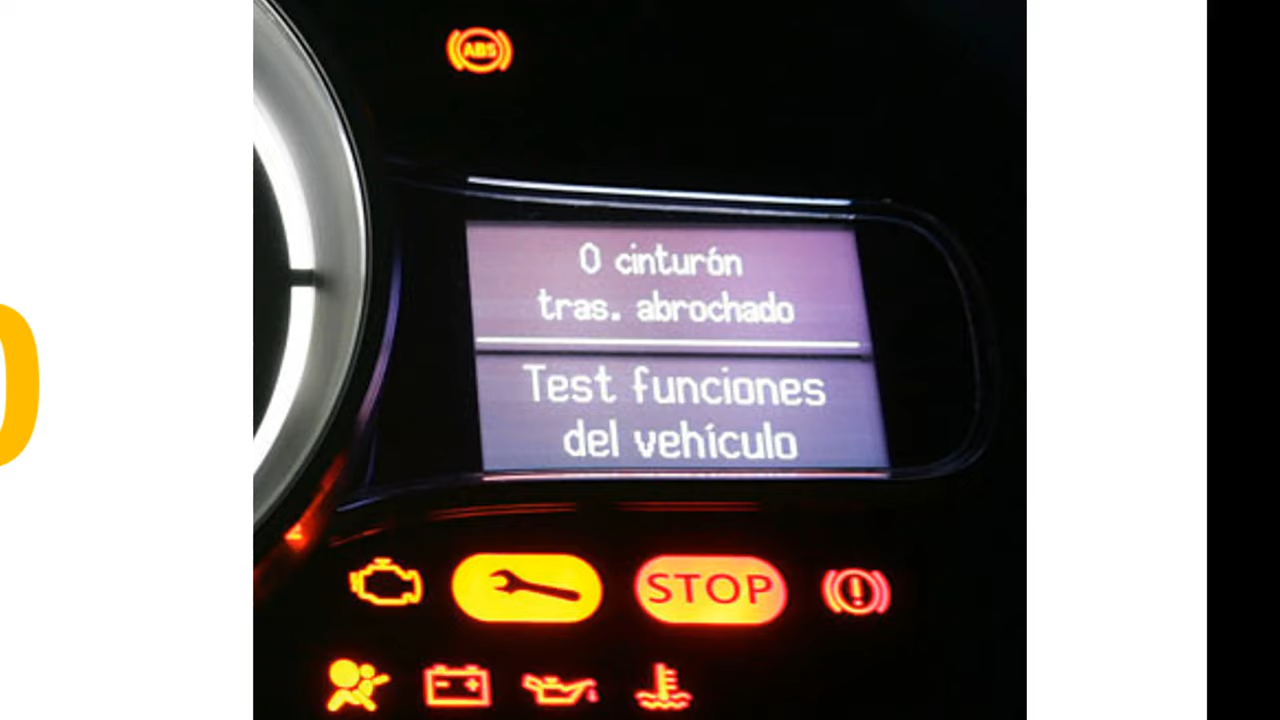 ABS
0 cinturón
tras. abrochado
Test funciones
del vehículo
STOP